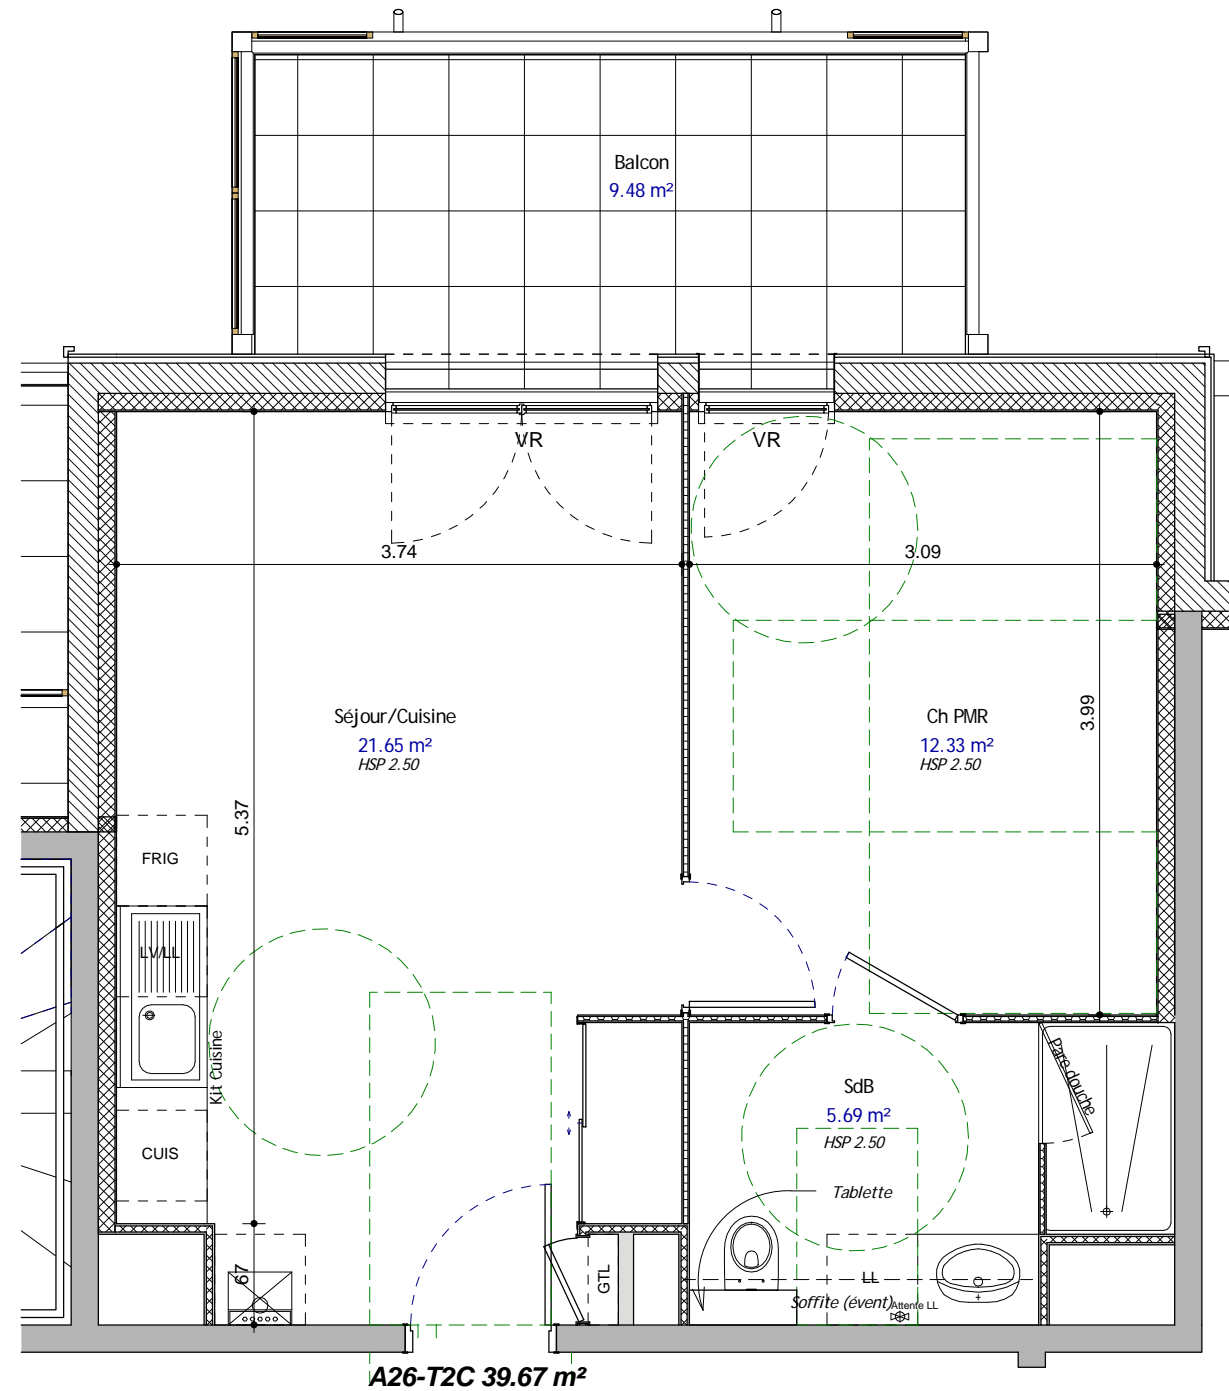 Balcon
9.48 m²
VR
VR
3.74
3.09
Séjour/Cuisine
21.65 m²
HSP 2.50
Ch PMR
12.33 m²
HSP 2.50
3.99
5.37
FRIG
LV/LL
Kit Cuisine
CUIS
SdB
5.69 m²
HSP 2.50
Pare douche
Tablette
67
GTL
LL
Soffite (évent)
Attente LL
A26-T2C 39.67 m²